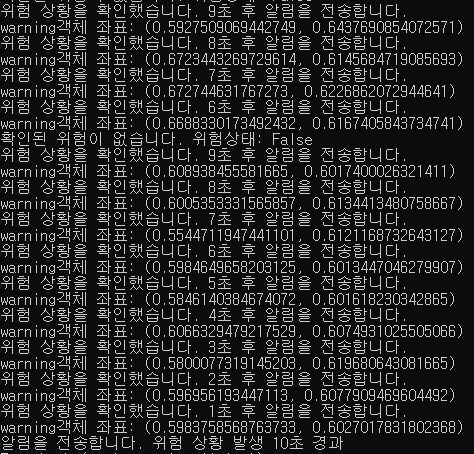 위험 상황을 확인했습니다. 8초 후 알림을 전송합니다.
warning객체 좌표: (0.5927509069442749, 0.6437690854072571)
위험 상황을 확인했습니다. 8초 후 알림을 전송합니다.
warning객체 좌표: (0.6723443269729614, 0.6145684719085693)
위험 상황을 확인했습니다. 7초 후 알림을 전송합니다.
warning객체 좌표: (0.672744631767273, 0.6226862072944641)
위험 상황을 확인했습니다. 6초 후 알림을 전송합니다.
warning객체 좌표: (0.6688330173492432, 0.6167405843734741)
확인된 위험이 없습니다. 위험상태: False
위험 상황을 확인했습니다. 9초 후 알림을 전송합니다.
warning객체 좌표: (0.608938455581665, 0.6017400026321411)
위험 상황을 확인했습니다. 8초 후 알림을 전송합니다.
warning객체 좌표: (0.6005353331565857, 0.613441348075866​7)
위험 상황을 확인했습니다. 7초 후 알림을 전송합니다.
warning객체 좌표: (0.5544711947441101, 0.6121168732643127)
위험 상황을 확인했습니다. 6초 후 알림을 전송합니다.
warning객체 좌표: (0.5984649658203125, 0.6013447046279907)
위험 상황을 확인했습니다. 5초 후 알림을 전송합니다.
warning객체 좌표: (0.5846140384674072, 0.601618230342865)
위험 상황을 확인했습니다. 4초 후 알림을 전송합니다.
warning객체 좌표: (0.6066329479217529, 0.6074931025505066)
위험 상황을 확인했습니다. 3초 후 알림을 전송합니다.
warning객체 좌표: (0.5800077319145203, 0.619680643081665)
위험 상황을 확인했습니다. 2초 후 알림을 전송합니다.
warning객체 좌표: (0.596956193447113, 0.6077909469604492)
위험 상황을 확인했습니다. 1초 후 알림을 전송합니다.
warning객체 좌표: (0.5983758568763733, 0.602701783180236​8)
알림을 전송합니다. 위험 상황 발생 10초 경과